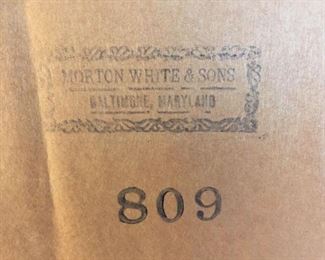 MORTON WHITE & SONS
BALTIMORE, MARYLAND
809